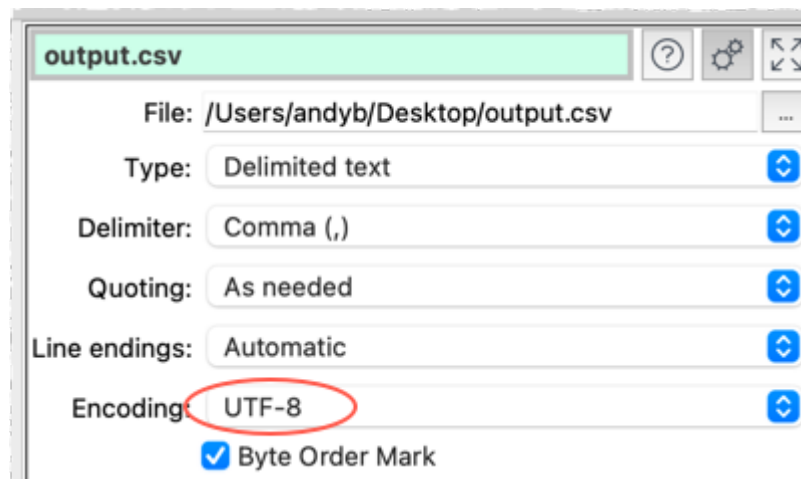 output.csv
File: /Users/andyb/Desktop/output.csv ...
Type: Delimited text
Delimiter: Comma (,)
Quoting: As needed
Line endings: Automatic
Encoding: UTF-8
Byte Order Mark